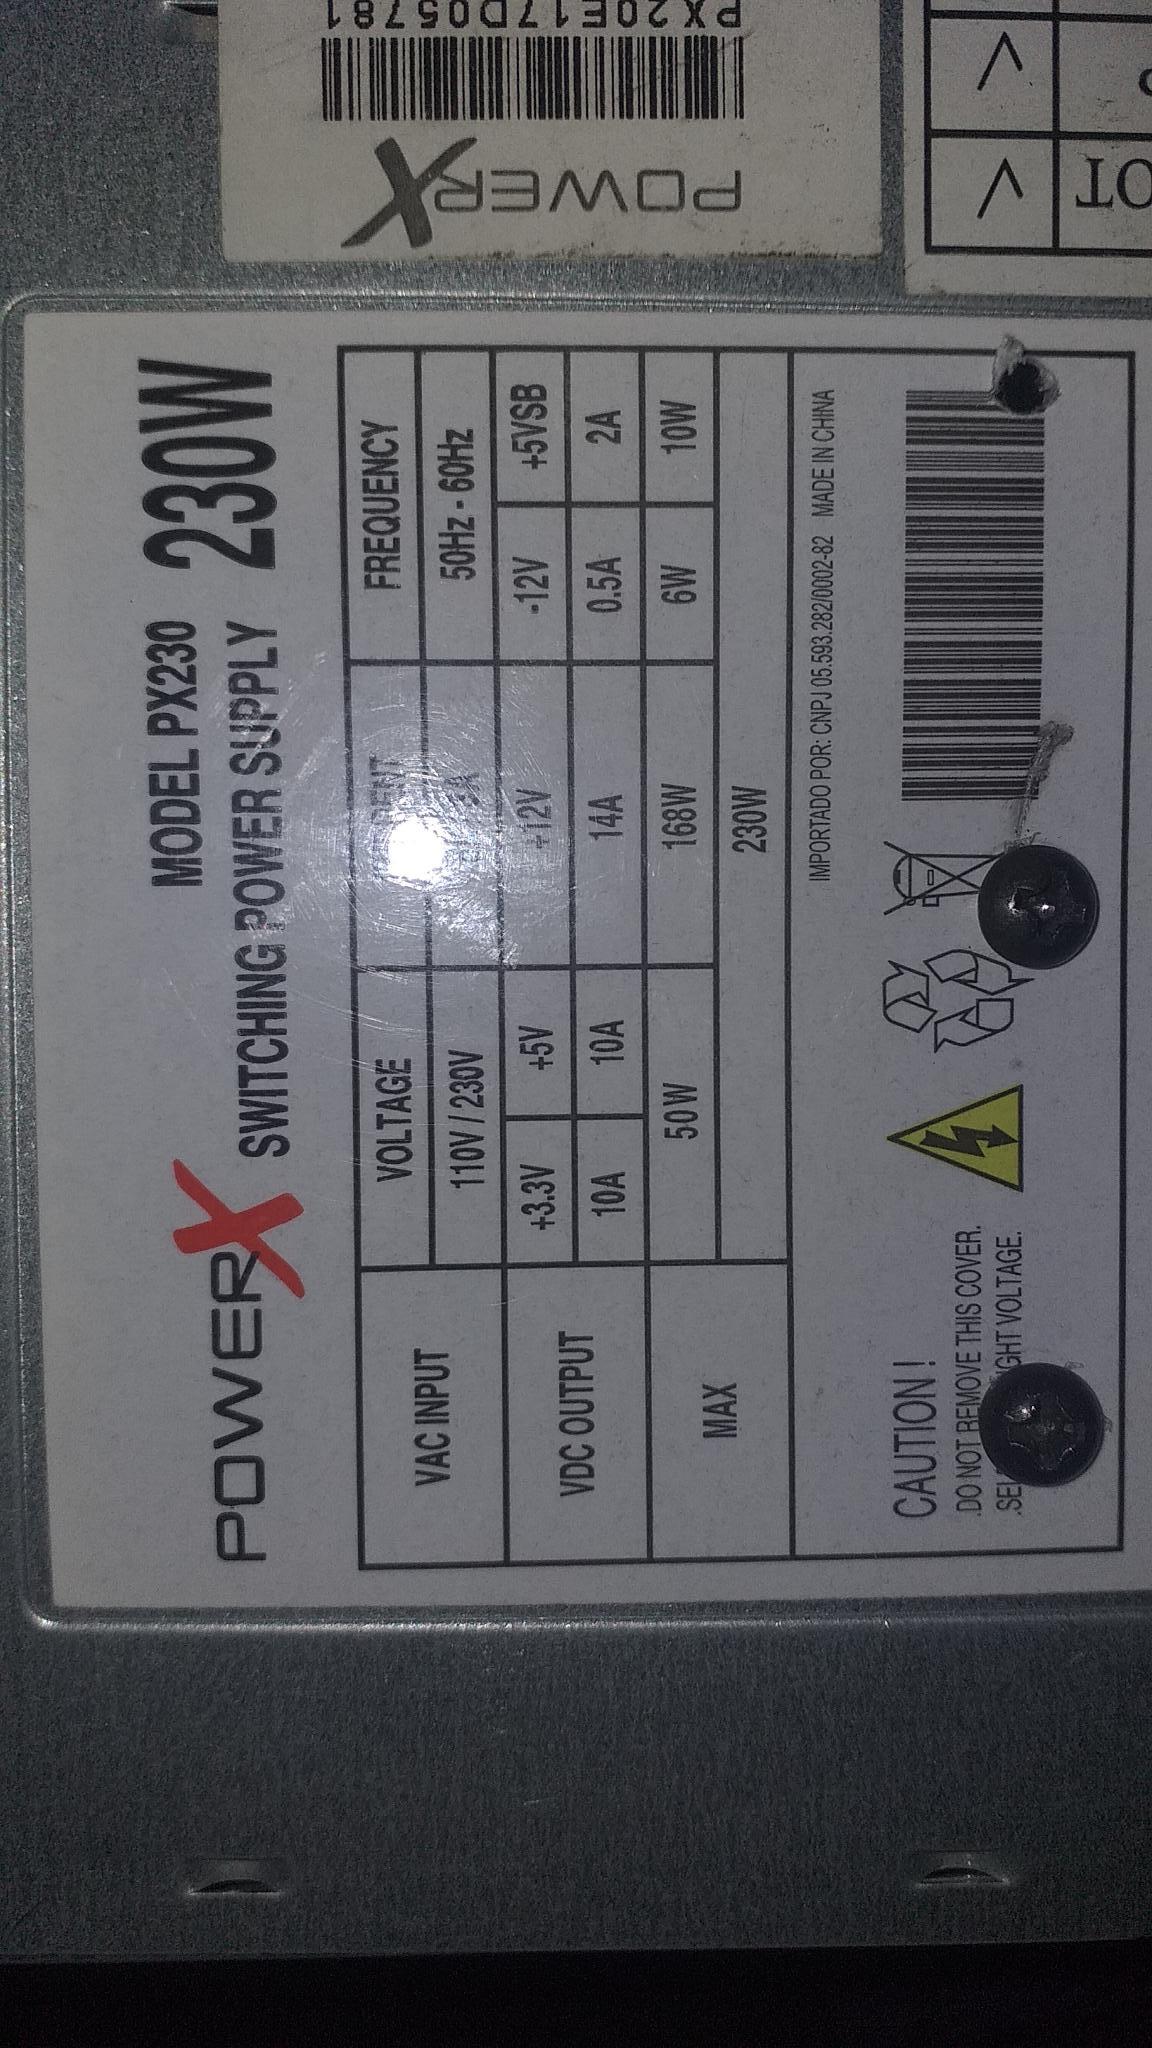 POWERX
MODEL PX230
SWITCHING POWER SUPPLY 230W
VAC INPUT
VOLTAGE
FREQUENCY
110V / 230V
50Hz - 60Hz
VDC OUTPUT
+3.3V +5V +12V -12V +5VSB
10A 10A 14A 0.5A 2A
MAX
50W 168W 6W 10W
230W
IMPORTADO POR: CNPJ 05.593.282/0002-82 MADE IN CHINA
CAUTION !
.DO NOT REMOVE THIS COVER.
VOLTAGE.
POWERX
PX20E17D05781
OT